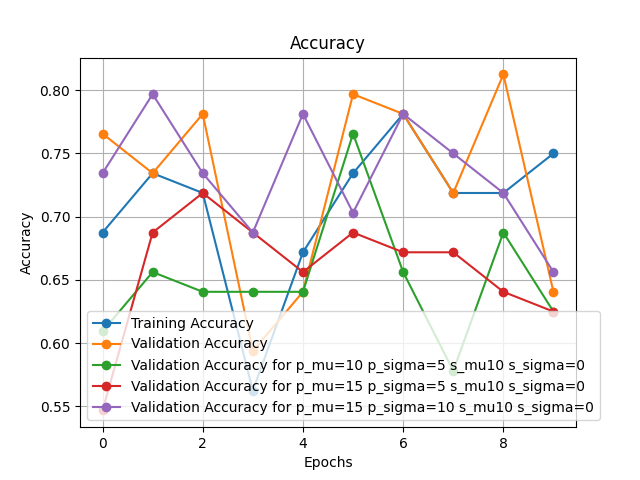 Accuracy
0.80
0.75
0.70
0.65
0.60
0.55
Accuracy
Training Accuracy
Validation Accuracy
Validation Accuracy for p_mu=10 p_sigma=5 s_mu10 s_sigma=0
Validation Accuracy for p_mu=15 p_sigma=5 s_mu10 s_sigma=0
Validation Accuracy for p_mu=15 p_sigma=10 s_mu10 s_sigma=0
0 2 4 6 8
Epochs